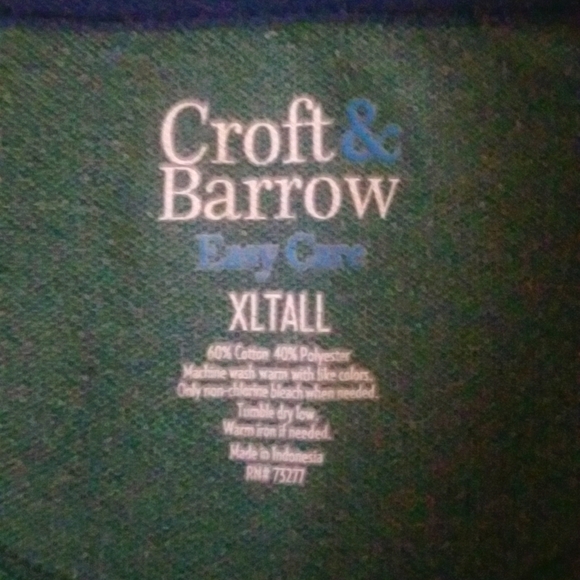 Croft &
Barrow
Easy Care
XLTALL
60% Cotton 40% Polyester
Machine wash warm with like colors.
Only non-chlorine bleach when needed.
Tumble dry low.
Warm iron if needed.
Made in Indonesia
RN# 73277